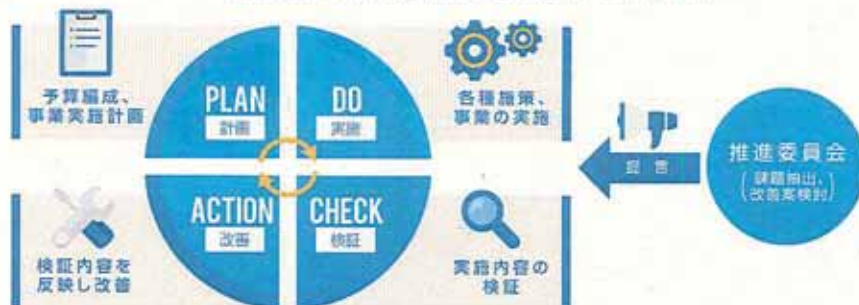 予算編成、
事業実施計画
PLAN
計画
DO
実施
各種施策、
事業の実施
ACTION
改善
CHECK
検証
検証内容を
反映し改善
実施内容の
検証
推進委員会
(課題抽出、
改善案検討)